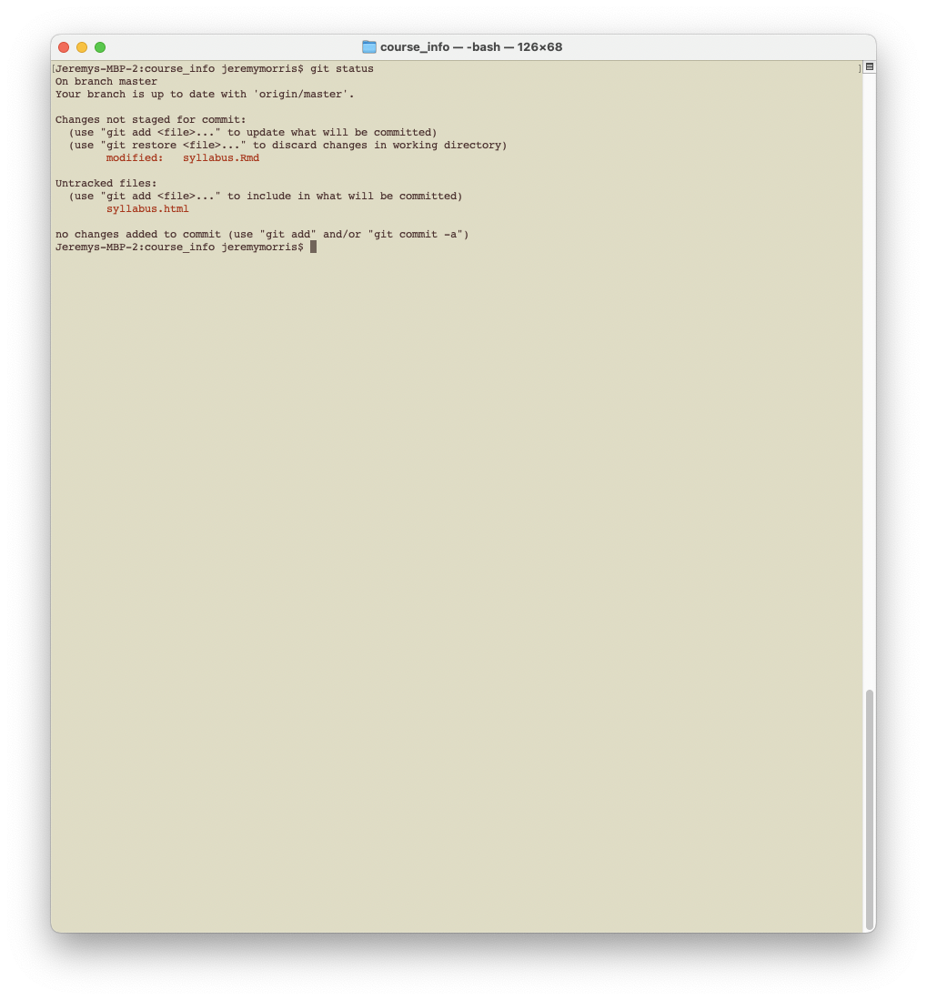 course_info — -bash — 126×68
[Jeremys-MBP-2:course_info jeremymorris$ git status ]
On branch master
Your branch is up to date with 'origin/master'.
Changes not staged for commit:
  (use "git add <file>..." to update what will be committed)
  (use "git restore <file>..." to discard changes in working directory)
        modified:   syllabus.Rmd
Untracked files:
  (use "git add <file>..." to include in what will be committed)
        syllabus.html
no changes added to commit (use "git add" and/or "git commit -a")
Jeremys-MBP-2:course_info jeremymorris$